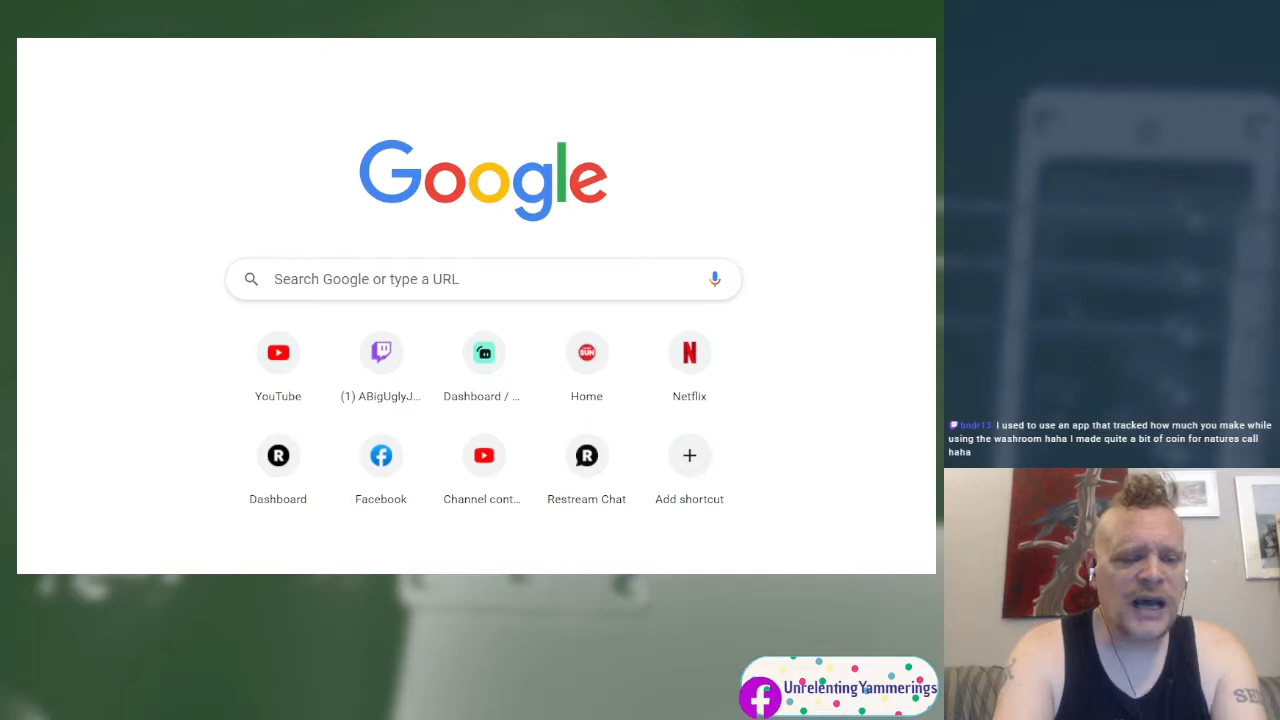 Google
Search Google or type a URL
YouTube
(1) ABigUglyJ...
Dashboard / ...
Home
Netflix
Dashboard
Facebook
Channel cont...
Restream Chat
Add shortcut
bndr13 I used to use an app that tracked how much you make while
using the washroom haha I made quite a bit of coin for natures call
haha
UnrelentingYammerings